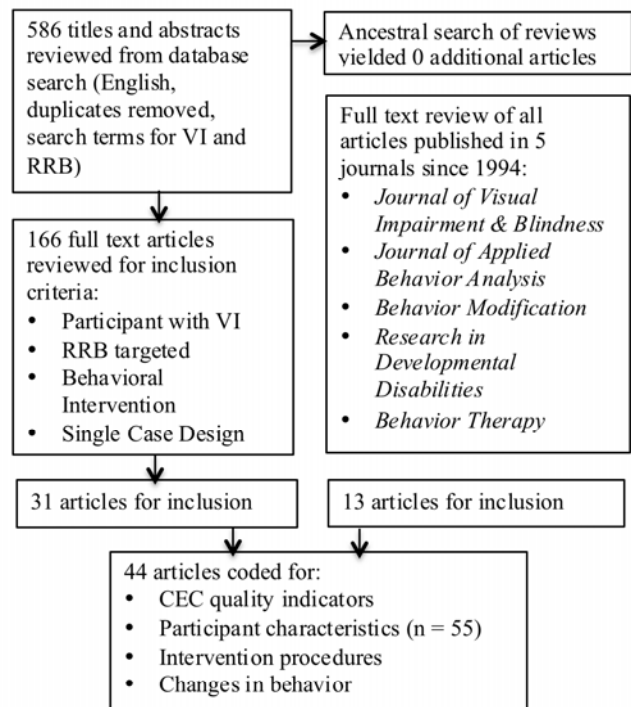 586 titles and abstracts
reviewed from database
search (English,
duplicates removed,
search terms for VI and
RRB)
Ancestral search of reviews
yielded 0 additional articles
Full text review of all
articles published in 5
journals since 1994:
• Journal of Visual
Impairment & Blindness
• Journal of Applied
Behavior Analysis
• Behavior Modification
• Research in
Developmental
Disabilities
• Behavior Therapy
166 full text articles
reviewed for inclusion
criteria:
• Participant with VI
• RRB targeted
• Behavioral
Intervention
• Single Case Design
31 articles for inclusion
13 articles for inclusion
44 articles coded for:
• CEC quality indicators
• Participant characteristics (n = 55)
• Intervention procedures
• Changes in behavior